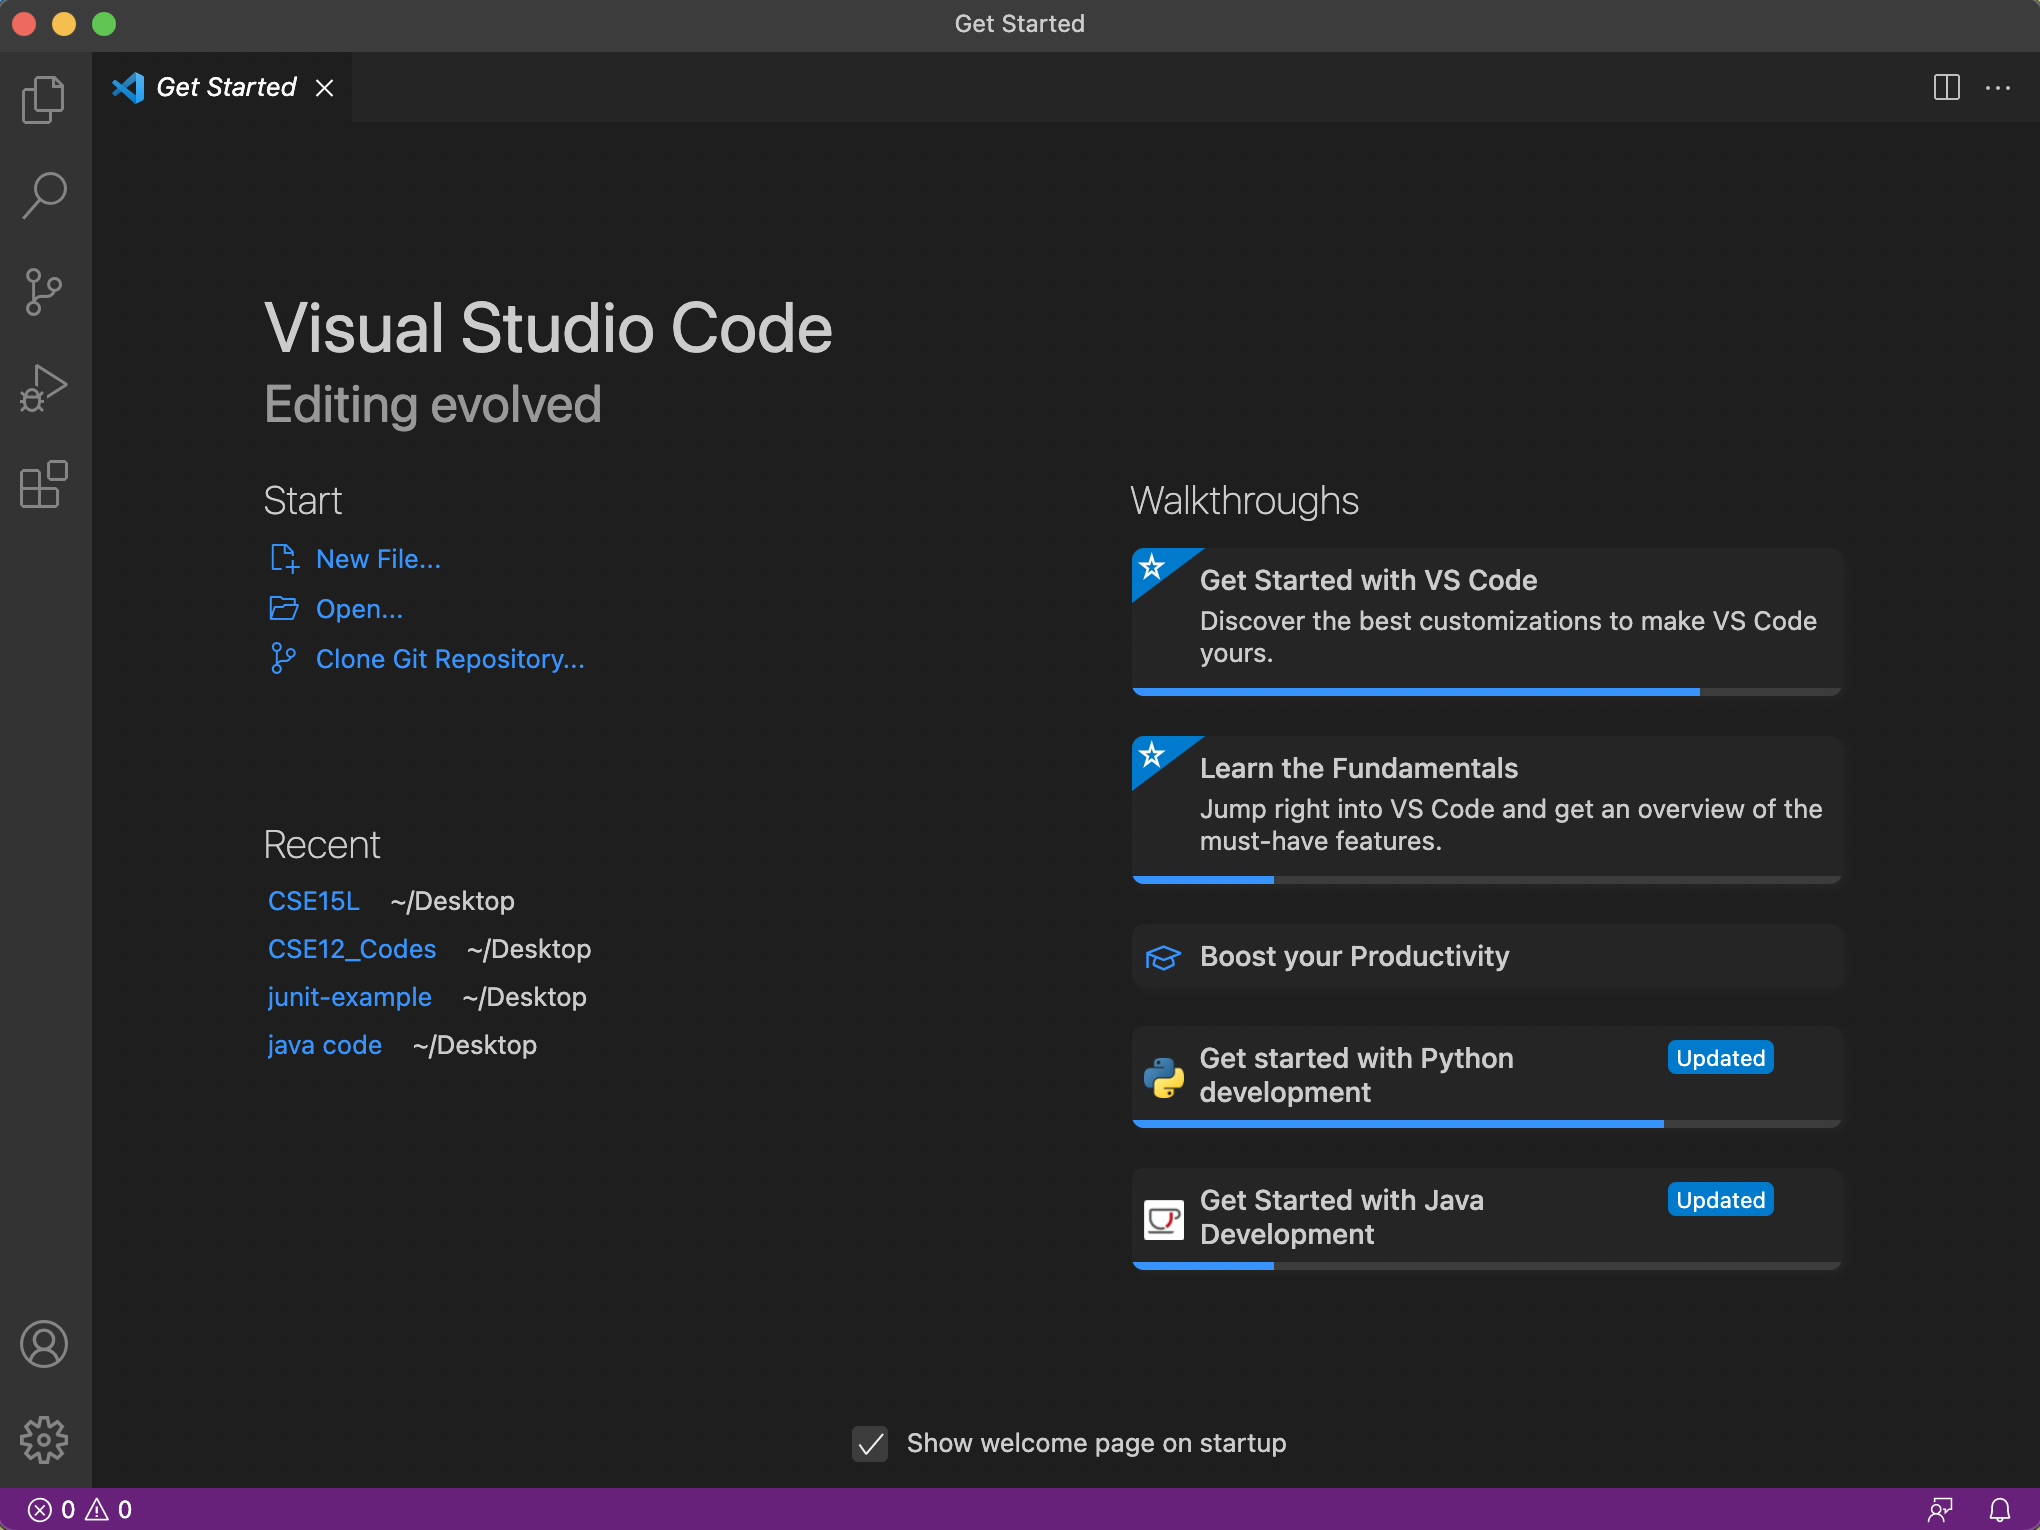 Get Started
Get Started
Visual Studio Code
Editing evolved
Start
New File...
Open...
Clone Git Repository...
Recent
CSE15L ~/Desktop
CSE12_Codes ~/Desktop
junit-example ~/Desktop
java code ~/Desktop
Walkthroughs
Get Started with VS Code
Discover the best customizations to make VS Code
yours.
Learn the Fundamentals
Jump right into VS Code and get an overview of the
must-have features.
Boost your Productivity
Get started with Python Updated
development
Get Started with Java Updated
Development
Show welcome page on startup
0 0